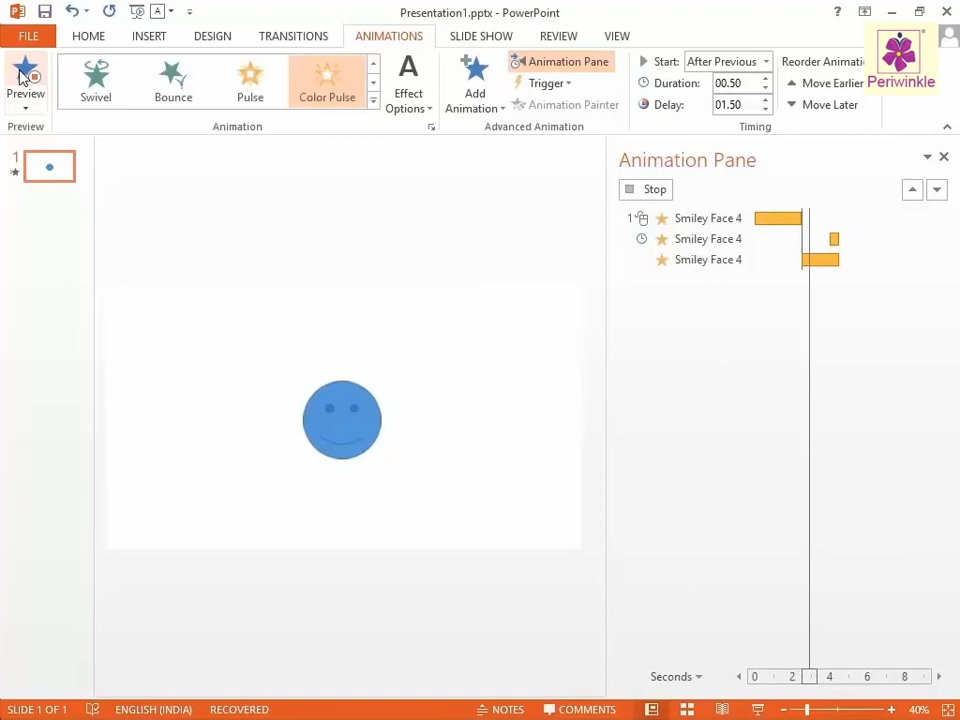 Presentation1.pptx - PowerPoint
FILE HOME INSERT DESIGN TRANSITIONS ANIMATIONS SLIDE SHOW REVIEW VIEW
Preview
Swivel Bounce Pulse Color Pulse
Effect Options
Add Animation
Animation Pane
Trigger
Animation Painter
Start: After Previous
Duration: 00.50
Delay: 01.50
Reorder Animati
Move Earlier
Move Later
Preview Animation Advanced Animation Timing
Periwinkle
1
Animation Pane
Stop
1 Smiley Face 4
Smiley Face 4
Smiley Face 4
Seconds 0 2 4 6 8
SLIDE 1 OF 1 ENGLISH (INDIA) RECOVERED NOTES COMMENTS 40%